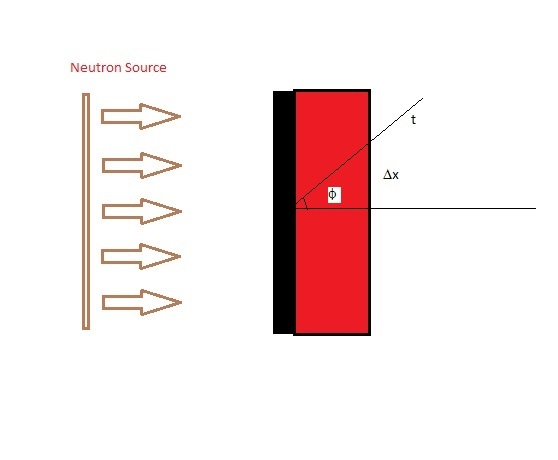 Neutron Source
t
Δx
ϕ